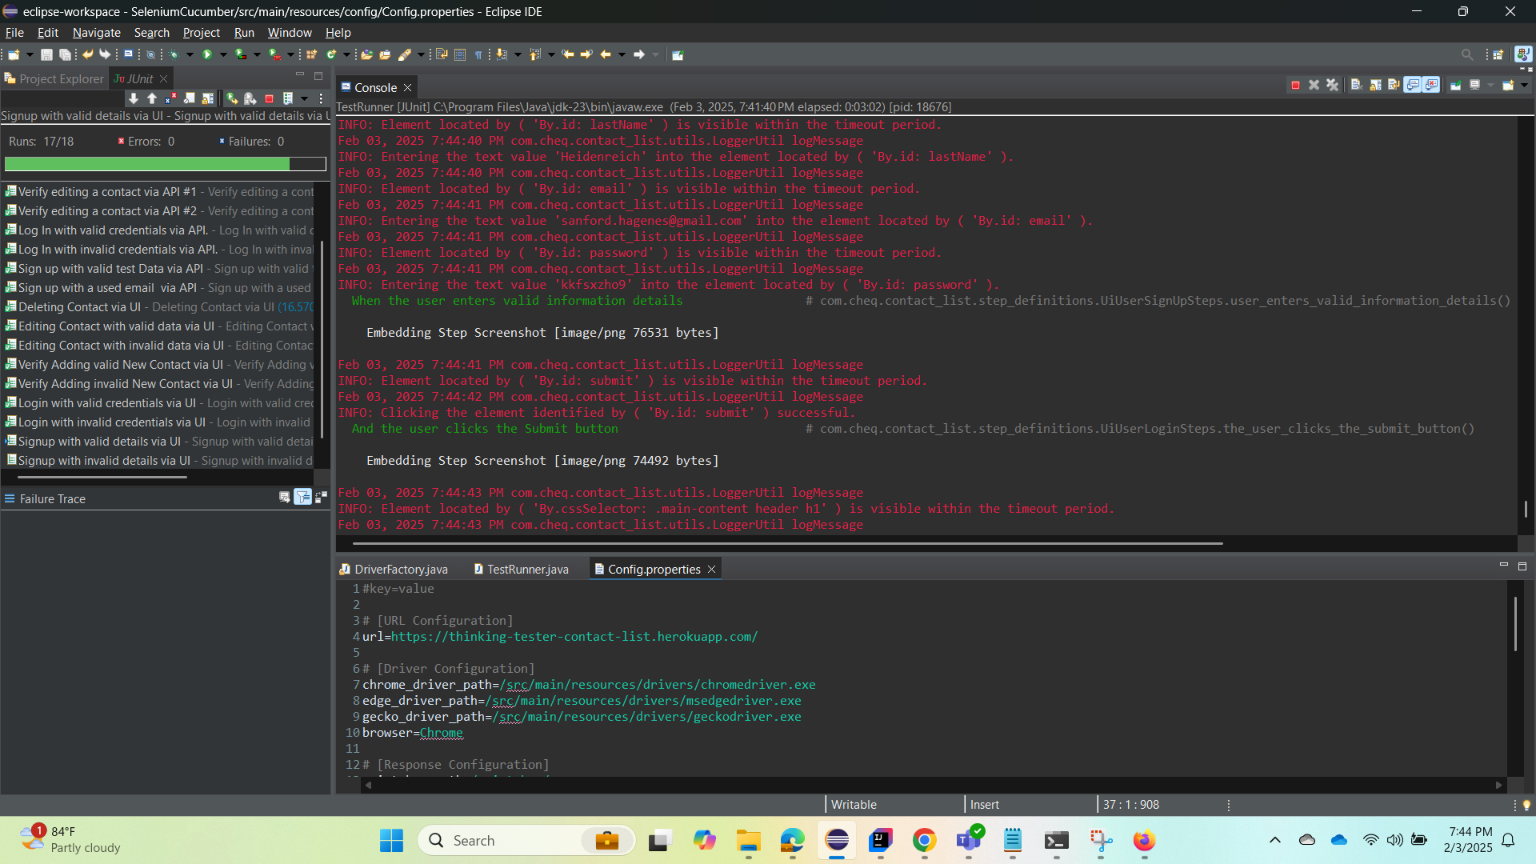 eclipse-workspace - SeleniumCucumber/src/main/resources/config/Config.properties - Eclipse IDE
File Edit Navigate Search Project Run Window Help
Project Explorer JUnit
Signup with valid details via UI - Signup with valid details via U
Runs: 17/18 Errors: 0 Failures: 0
Verify editing a contact via API #1 - Verify editing a cont
Verify editing a contact via API #2 - Verify editing a cont
Log In with valid credentials via API. - Log In with valid c
Log In with invalid credentials via API. - Log In with inva
Sign up with valid test Data via API - Sign up with valid
Sign up with a used email via API - Sign up with a used
Deleting Contact via UI - Deleting Contact via UI (16,570
Editing Contact with valid data via UI - Editing Contact
Editing Contact with invalid data via UI - Editing Contac
Verify Adding valid New Contact via UI - Verify Adding v
Verify Adding invalid New Contact via UI - Verify Adding
Login with valid credentials via UI - Login with valid cred
Login with invalid credentials via UI - Login with invalid
Signup with valid details via UI - Signup with valid detai
Signup with invalid details via UI - Signup with invalid d
Failure Trace
Console
TestRunner [JUnit] C:\Program Files\Java\jdk-23\bin\javaw.exe (Feb 3, 2025, 7:41:40 PM elapsed: 0:03:02) [pid: 18676]
INFO: Element located by ( 'By.id: lastName' ) is visible within the timeout period.
Feb 03, 2025 7:44:40 PM com.cheq.contact_list.utils.LoggerUtil logMessage
INFO: Entering the text value 'Heidenreich' into the element located by ( 'By.id: lastName' ).
Feb 03, 2025 7:44:40 PM com.cheq.contact_list.utils.LoggerUtil logMessage
INFO: Element located by ( 'By.id: email' ) is visible within the timeout period.
Feb 03, 2025 7:44:41 PM com.cheq.contact_list.utils.LoggerUtil logMessage
INFO: Entering the text value 'sanford.hagenes@gmail.com' into the element located by ( 'By.id: email' ).
Feb 03, 2025 7:44:41 PM com.cheq.contact_list.utils.LoggerUtil logMessage
INFO: Element located by ( 'By.id: password' ) is visible within the timeout period.
Feb 03, 2025 7:44:41 PM com.cheq.contact_list.utils.LoggerUtil logMessage
INFO: Entering the text value 'kkfsxzho9' into the element located by ( 'By.id: password' ).
When the user enters valid information details # com.cheq.contact_list.step_definitions.UiUserSignUpSteps.user_enters_valid_information_details()
Embedding Step Screenshot [image/png 76531 bytes]
Feb 03, 2025 7:44:41 PM com.cheq.contact_list.utils.LoggerUtil logMessage
INFO: Element located by ( 'By.id: submit' ) is visible within the timeout period.
Feb 03, 2025 7:44:42 PM com.cheq.contact_list.utils.LoggerUtil logMessage
INFO: Clicking the element identified by ( 'By.id: submit' ) successful.
And the user clicks the Submit button # com.cheq.contact_list.step_definitions.UiUserLoginSteps.the_user_clicks_the_submit_button()
Embedding Step Screenshot [image/png 74492 bytes]
Feb 03, 2025 7:44:43 PM com.cheq.contact_list.utils.LoggerUtil logMessage
INFO: Element located by ( 'By.cssSelector: .main-content header h1' ) is visible within the timeout period.
Feb 03, 2025 7:44:43 PM com.cheq.contact_list.utils.LoggerUtil logMessage
DriverFactory.java TestRunner.java Config.properties
1 #key=value
2
3 # [URL Configuration]
4 url=https://thinking-tester-contact-list.herokuapp.com/
5
6 # [Driver Configuration]
7 chrome_driver_path=/src/main/resources/drivers/chromedriver.exe
8 edge_driver_path=/src/main/resources/drivers/msedgedriver.exe
9 gecko_driver_path=/src/main/resources/drivers/geckodriver.exe
10 browser=Chrome
11
12 # [Response Configuration]
Writable Insert 37 : 1 : 908
1 84°F
Partly cloudy
Search
7:44 PM
2/3/2025